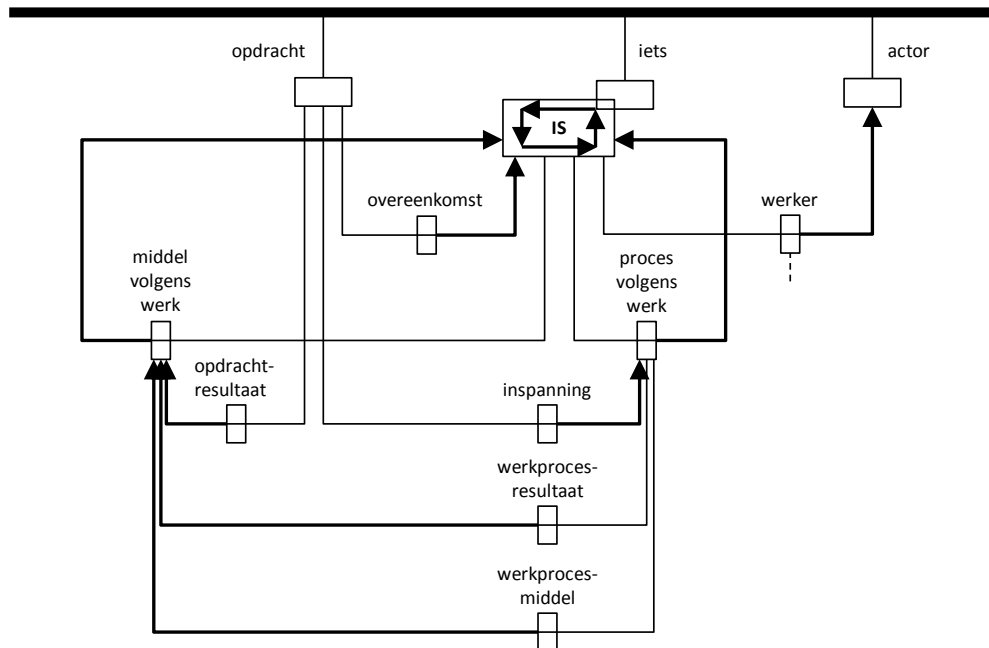 opdracht
iets
actor
IS
overeenkomst
werker
middel
volgens
werk
proces
volgens
werk
opdracht-
resultaat
inspanning
werkproces-
resultaat
werkproces-
middel